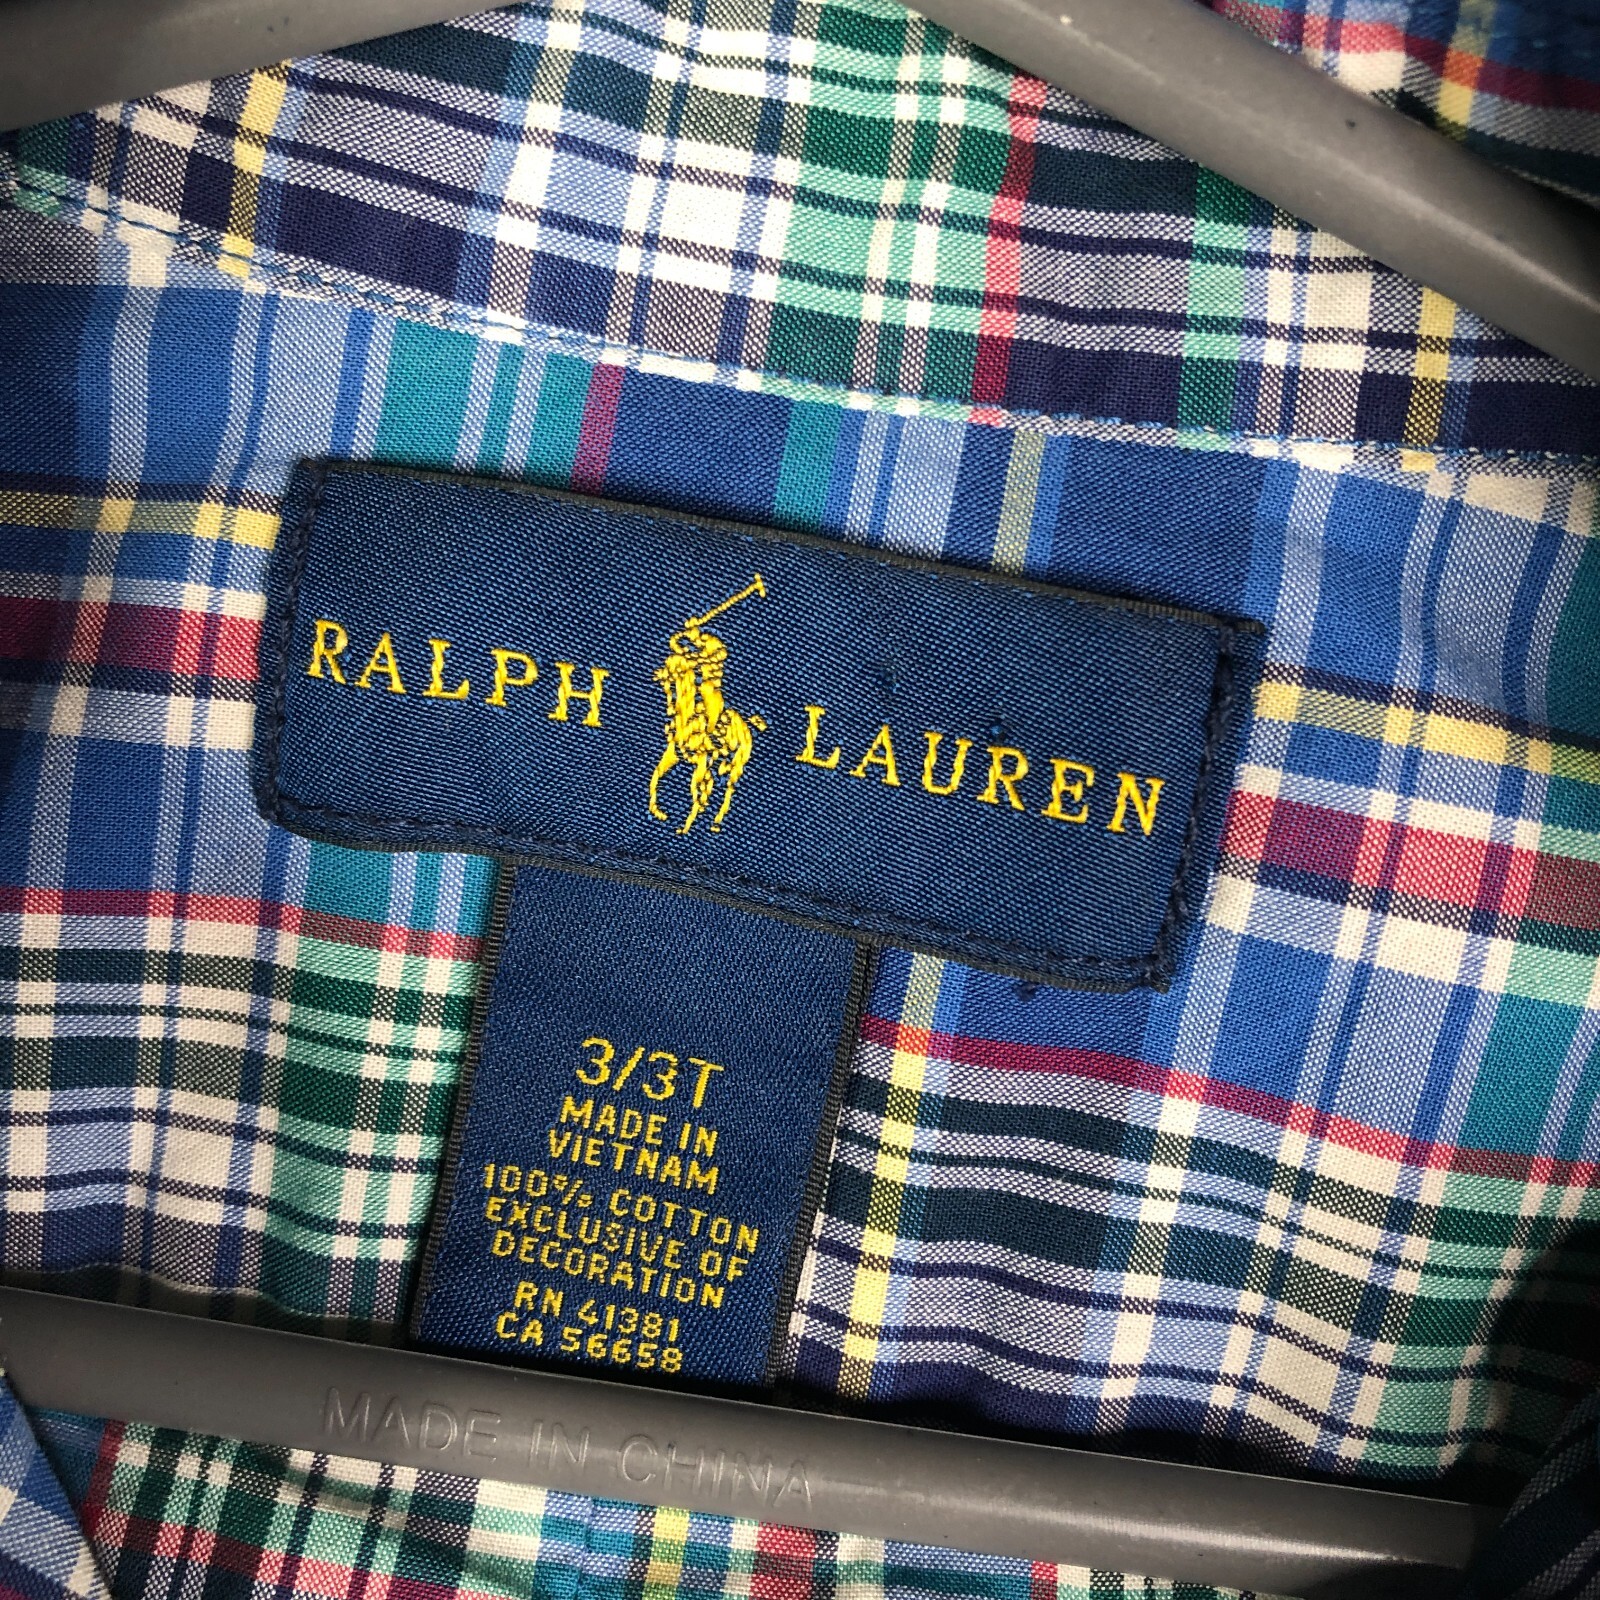 RALPH LAUREN
3/3T
MADE IN
VIETNAM
100% COTTON
EXCLUSIVE OF
DECORATION
RN 41381
CA 56658
MADE IN CHINA